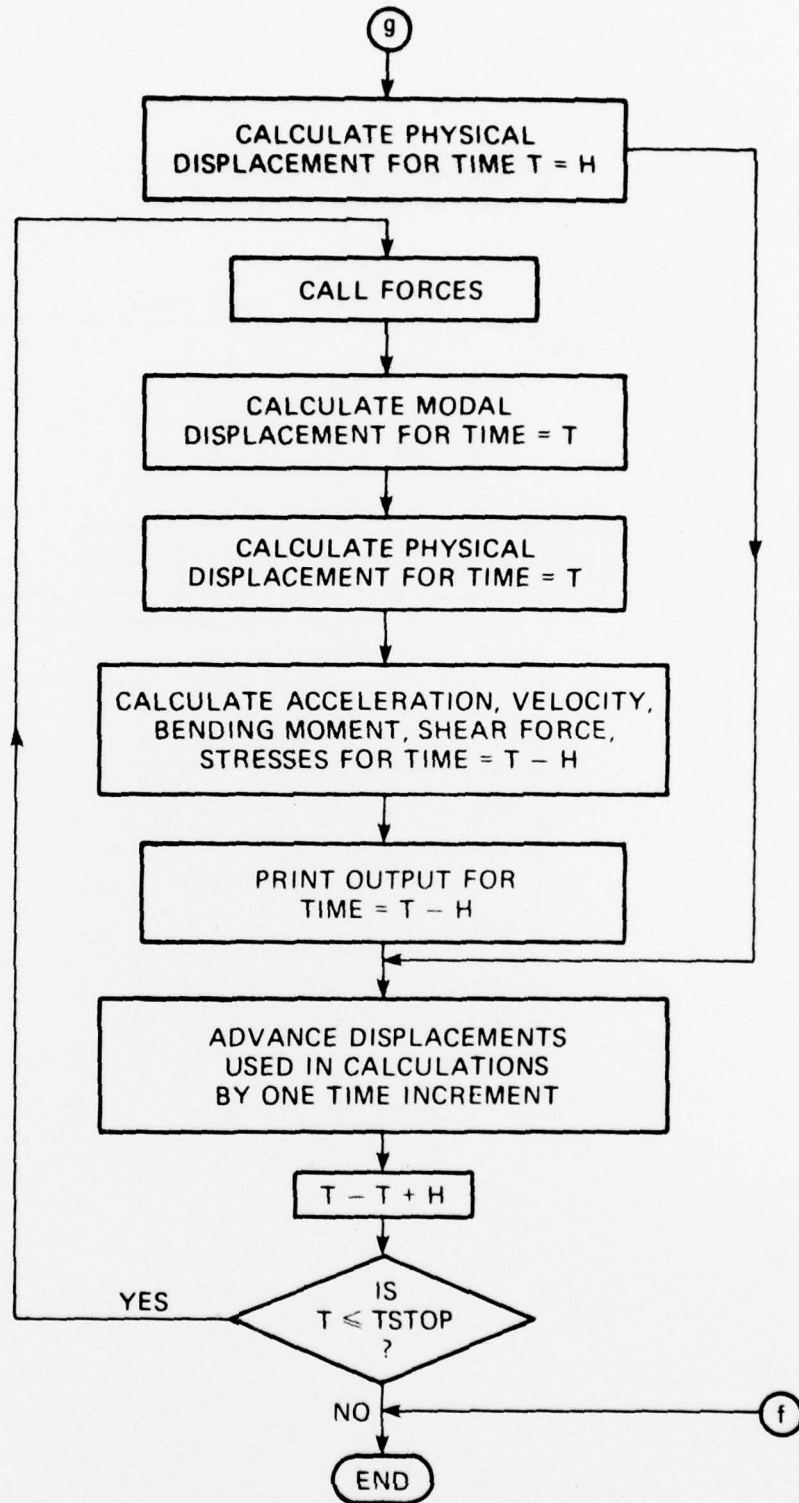 g
CALCULATE PHYSICAL
DISPLACEMENT FOR TIME T = H
CALL FORCES
CALCULATE MODAL
DISPLACEMENT FOR TIME = T
CALCULATE PHYSICAL
DISPLACEMENT FOR TIME = T
CALCULATE ACCELERATION, VELOCITY,
BENDING MOMENT, SHEAR FORCE,
STRESSES FOR TIME = T – H
PRINT OUTPUT FOR
TIME = T – H
ADVANCE DISPLACEMENTS
USED IN CALCULATIONS
BY ONE TIME INCREMENT
T – T + H
IS
T ⩽ TSTOP
?
YES
NO
f
END